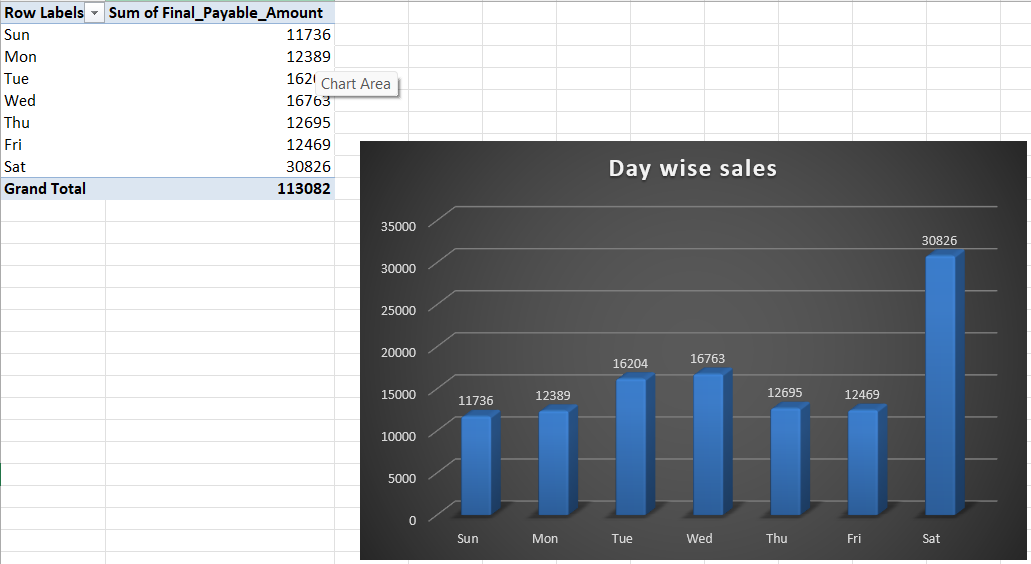 Row Labels Sum of Final_Payable_Amount
Sun 11736
Mon 12389
Tue 162
Chart Area
Wed 16763
Thu 12695
Fri 12469
Sat 30826
Grand Total 113082
Day wise sales
35000
30000
25000
20000
15000
10000
5000
0
11736 12389 16204 16763 12695 12469 30826
Sun Mon Tue Wed Thu Fri Sat